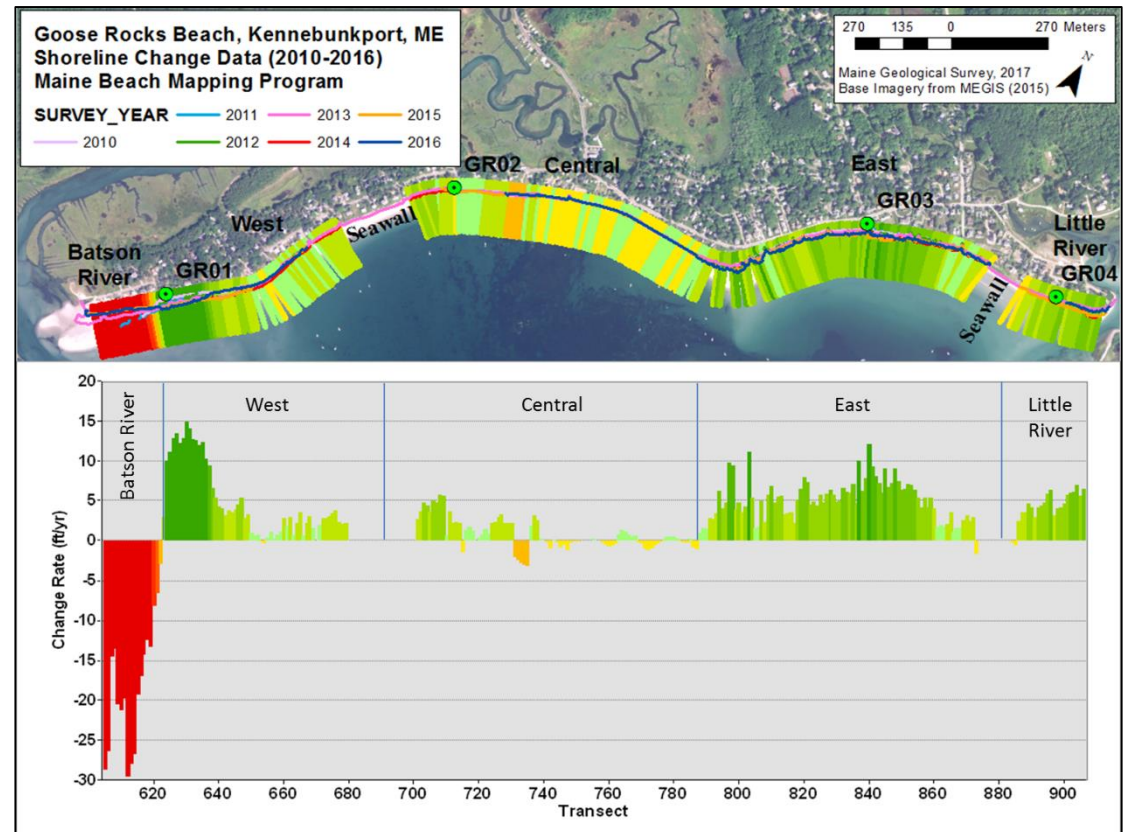 Goose Rocks Beach, Kennebunkport, ME
Shoreline Change Data (2010-2016)
Maine Beach Mapping Program
SURVEY_YEAR
2011
2013
2015
2010
2012
2014
2016
270 135 0 270 Meters
Maine Geological Survey, 2017
Base Imagery from MEGIS (2015)
N
GR02
Central
East
GR03
West
Seawall
Little
River
GR04
Batson
River
GR01
Seawall
20
15
10
5
0
-5
-10
-15
-20
-25
-30
Change Rate (ft/yr)
Batson River
West
Central
East
Little
River
620 640 660 680 700 720 740 760 780 800 820 840 860 880 900
Transect